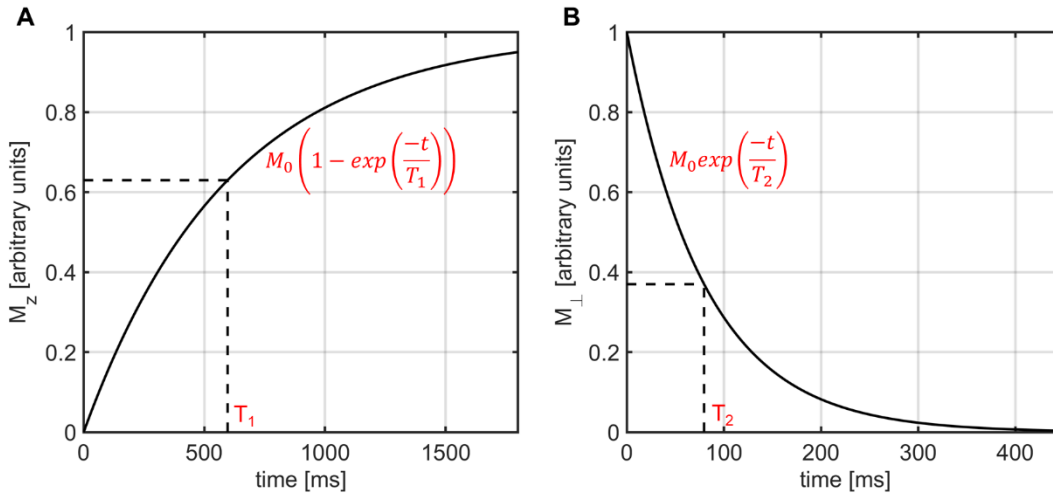 A
M_z [arbitrary units]
1
0.8
0.6
0.4
0.2
0
M_0 (1 − exp(−t/T_1))
T_1
0 500 1000 1500
time [ms]
B
M_⊥ [arbitrary units]
1
0.8
0.6
0.4
0.2
0
M_0 exp(−t/T_2)
T_2
0 100 200 300 400
time [ms]